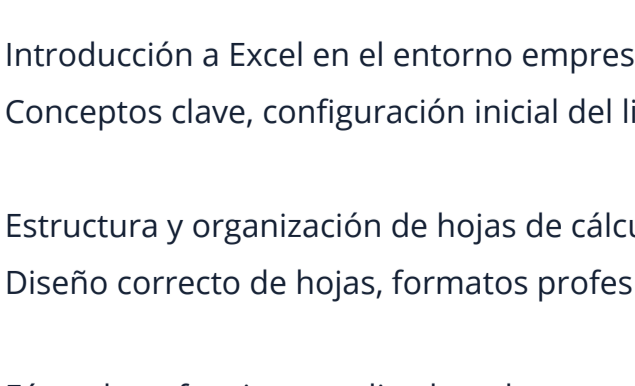 Introducción a Excel en el entorno empres
Conceptos clave, configuración inicial del li
Estructura y organización de hojas de cálcu
Diseño correcto de hojas, formatos profes